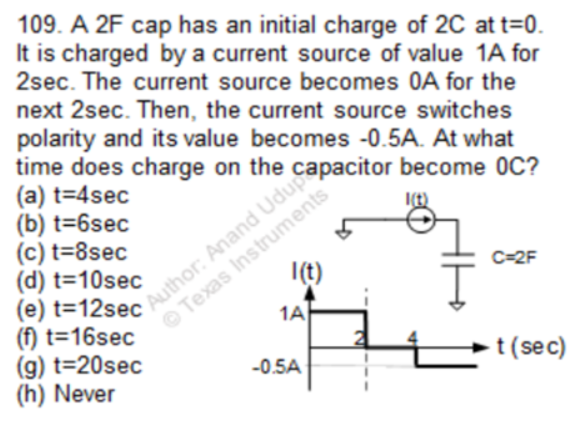 109. A 2F cap has an initial charge of 2C at t=0.
It is charged by a current source of value 1A for
2sec. The current source becomes 0A for the
next 2sec. Then, the current source switches
polarity and its value becomes -0.5A. At what
time does charge on the capacitor become 0C?
(a) t=4sec
(b) t=6sec
(c) t=8sec
(d) t=10sec
(e) t=12sec
(f) t=16sec
(g) t=20sec
(h) Never
Author: Anand Udupa
© Texas Instruments
I(t)
C=2F
I(t)
1A
2
4
t (sec)
-0.5A